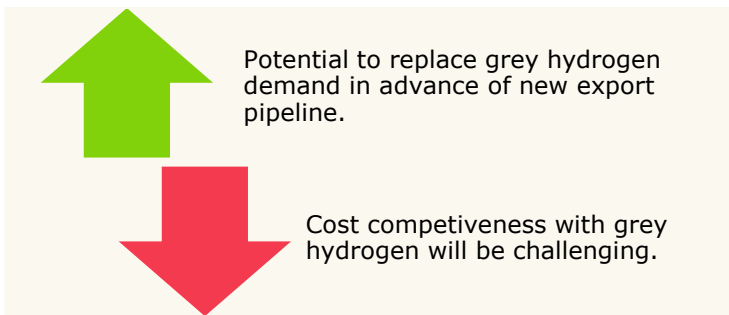 Potential to replace grey hydrogen
demand in advance of new export
pipeline.
Cost competiveness with grey
hydrogen will be challenging.